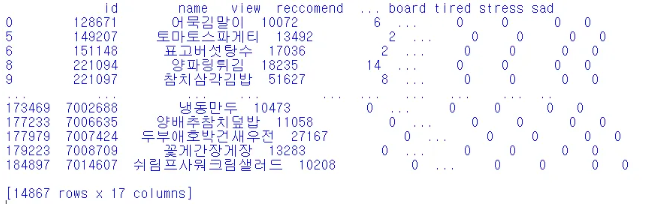 id name view reccomend ... board tired stress sad
0 128671 어묵김말이 10072 6 ... 0 0 0 0
5 149207 토마토스파게티 13492 2 ... 0 0 0 0
6 151148 표고버섯탕수 17036 2 ... 0 0 0 0
8 221094 양파링튀김 18235 14 ... 0 0 0 0
9 221097 참치삼각김밥 51627 8 ... 0 0 0 0
... ... ... ... ... ... ... ... ... ...
173469 7002688 냉동만두 10473 0 ... 0 0 0 0
177233 7006635 양배추참치덮밥 11058 0 ... 0 0 0 0
177979 7007424 두부애호박건새우전 27167 0 ... 0 0 0 0
179223 7008709 꽃게간장게장 13283 0 ... 0 0 0 0
184897 7014607 쉬림프사워크림샐러드 10208 0 ... 0 0 0 0
[14867 rows x 17 columns]